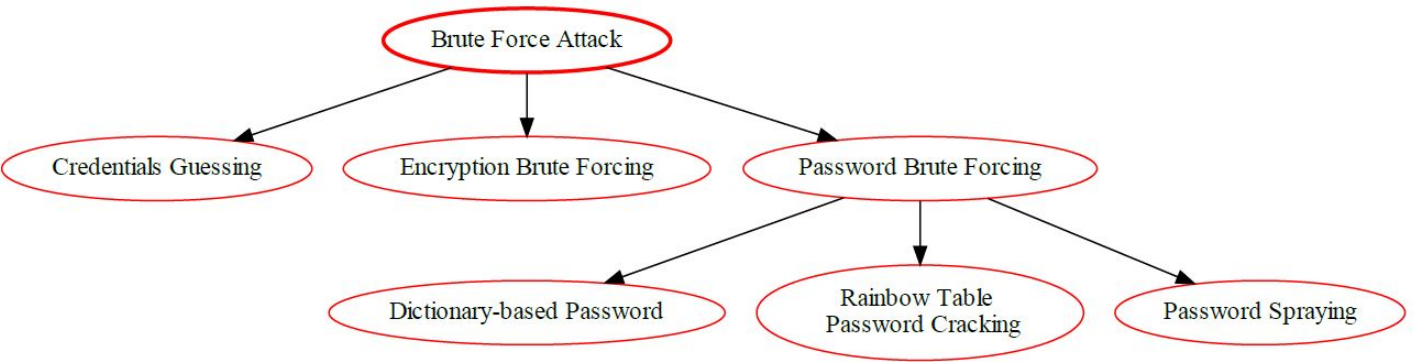 Brute Force Attack
Credentials Guessing
Encryption Brute Forcing
Password Brute Forcing
Dictionary-based Password
Rainbow Table
Password Cracking
Password Spraying